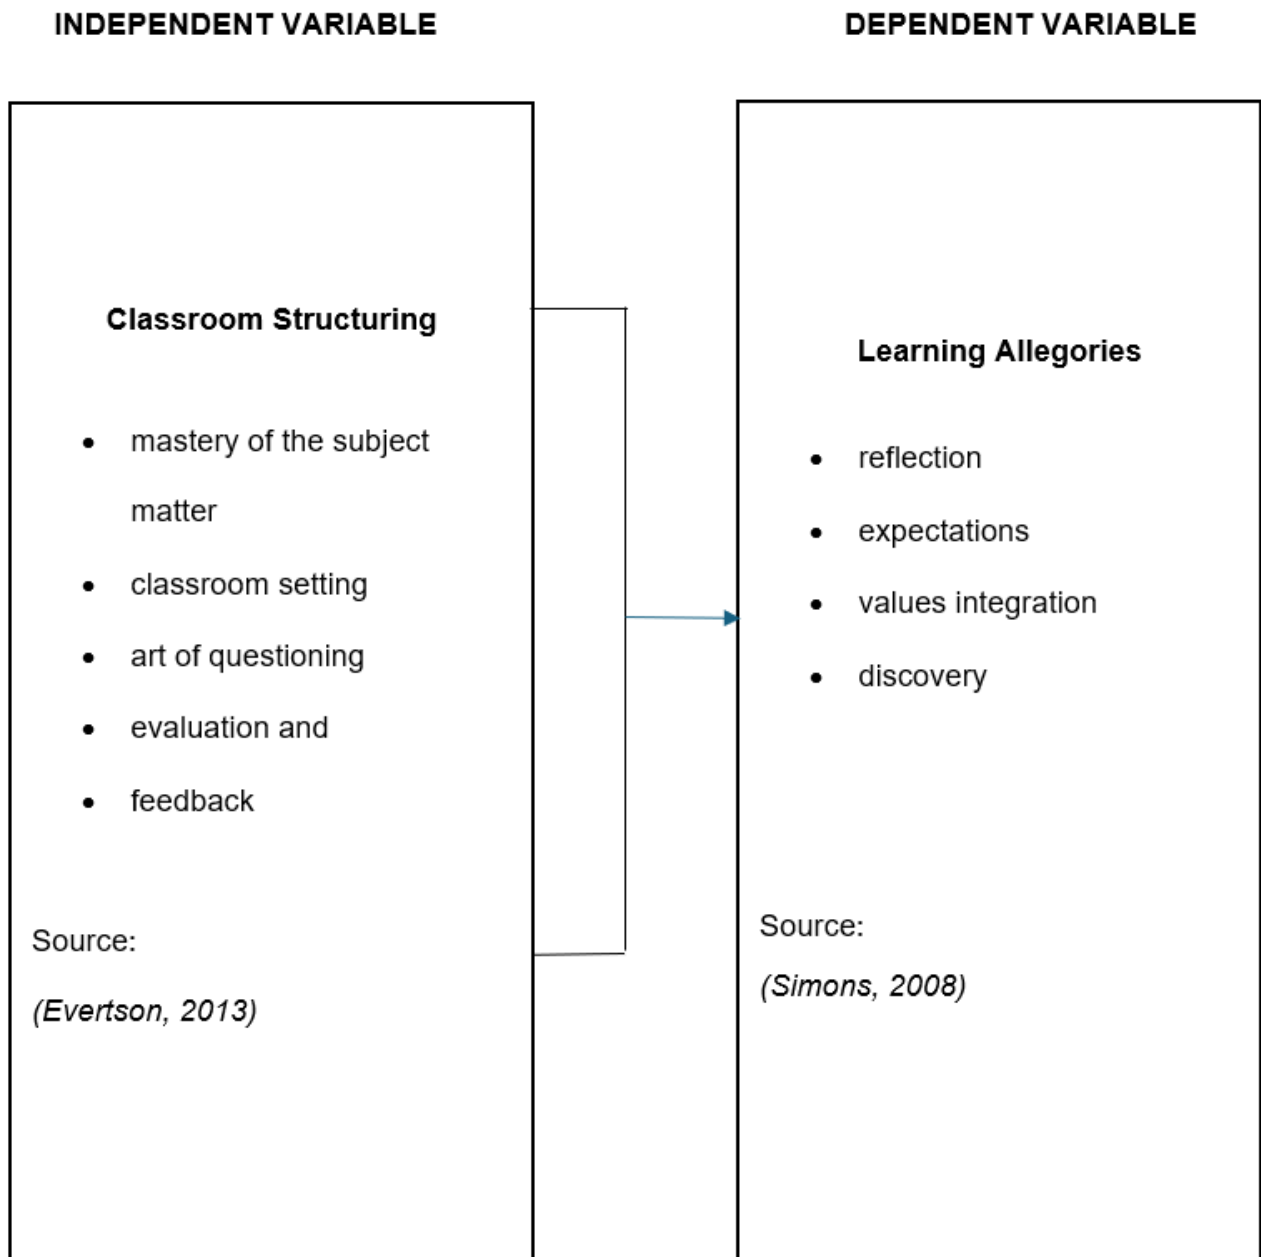 INDEPENDENT VARIABLE
DEPENDENT VARIABLE
Classroom Structuring
• mastery of the subject
matter
• classroom setting
• art of questioning
• evaluation and
• feedback
Source:
(Evertson, 2013)
Learning Allegories
• reflection
• expectations
• values integration
• discovery
Source:
(Simons, 2008)